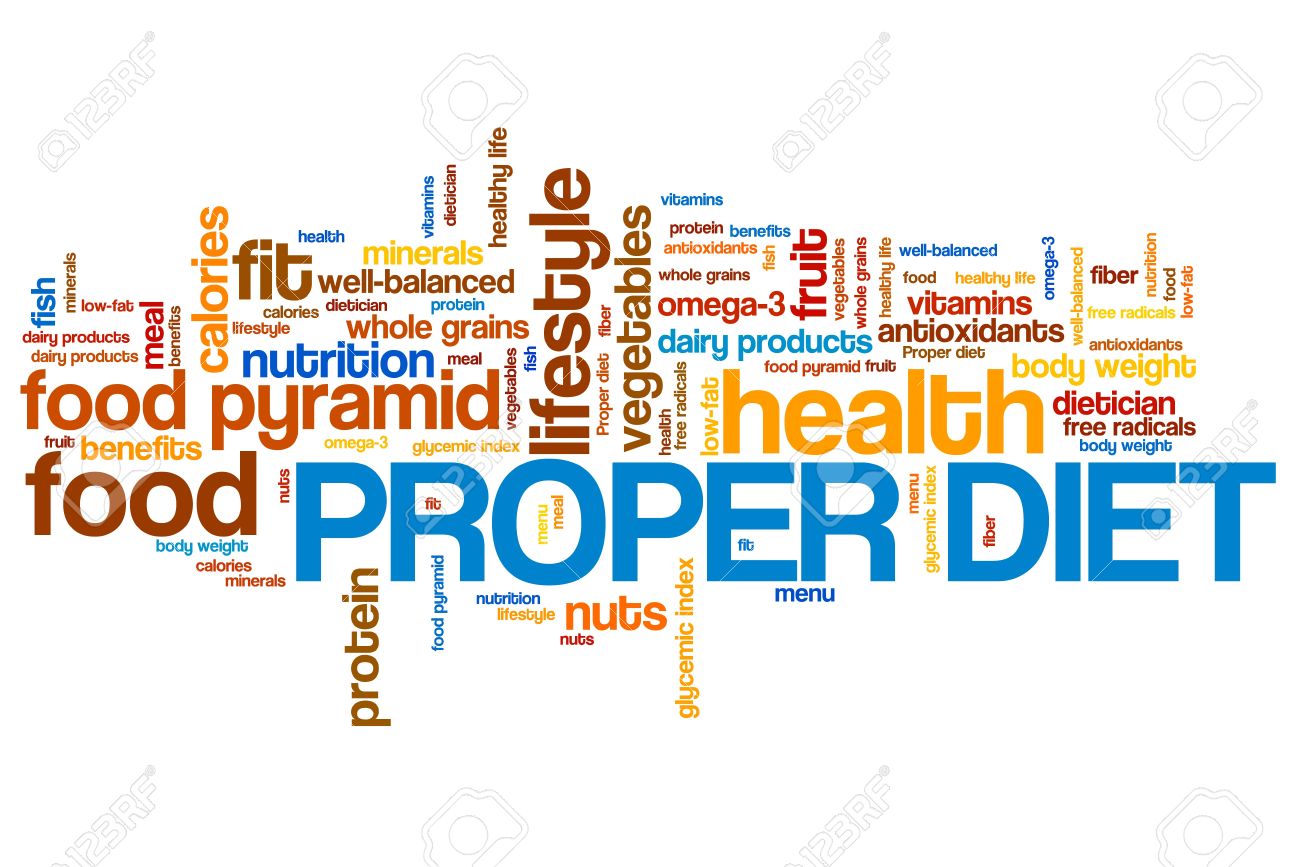 healthy life
lifestyle
vitamins
dietician
calories
fit
health
minerals
well-balanced
vegetables
vitamins
protein
benefits
antioxidants
fish
fruit
vegetables
whole grains
healthy life
well-balanced
omega-3
well-balanced
fiber
nutrition
food
low-fat
fish
minerals
low-fat
meal
benefits
dairy products
dairy products
lifestyle
calories
dietician
protein
whole grains
nutrition
meal
vegetables
fish
fiber
Proper diet
whole grains
omega-3
dairy products
food pyramid
fruit
food
healthy life
vitamins
antioxidants
Proper diet
free radicals
antioxidants
body weight
food pyramid
fruit
benefits
omega-3
glycemic index
health
free radicals
low-fat
health
dietician
free radicals
body weight
food
nuts
PROPER DIET
fit
menu
meal
fit
menu
glycemic index
fiber
body weight
calories
minerals
protein
food pyramid
nutrition
lifestyle
nuts
nuts
glycemic index
menu
123RF
123RF
123RF
123RF
123RF
123RF